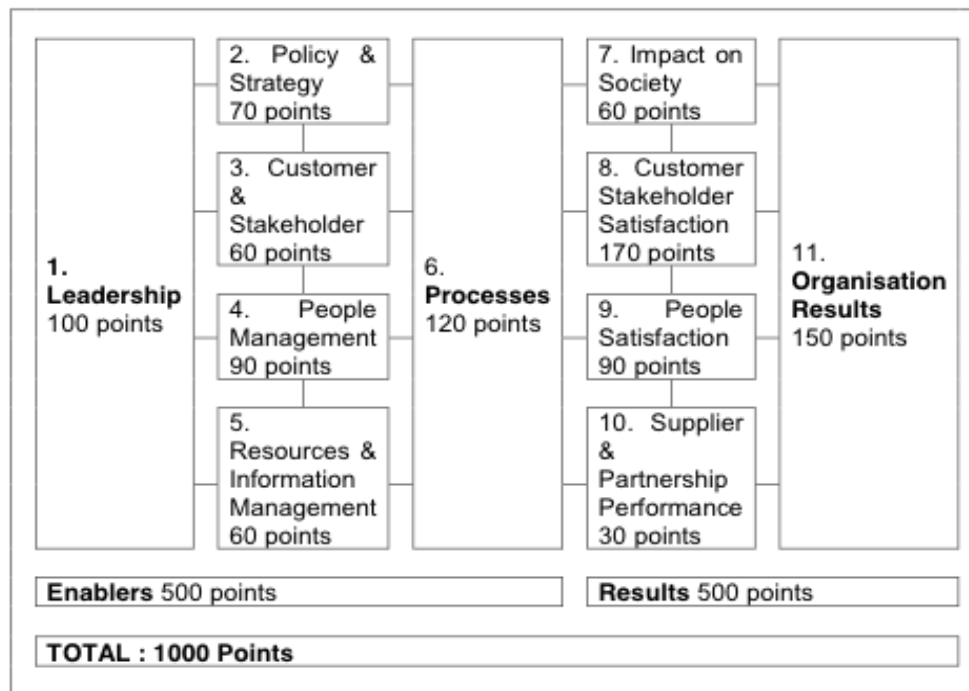 1.
Leadership
100 points
2. Policy &
Strategy
70 points
3. Customer
&
Stakeholder
60 points
4. People
Management
90 points
5.
Resources &
Information
Management
60 points
6.
Processes
120 points
7. Impact on
Society
60 points
8. Customer
Stakeholder
Satisfaction
170 points
9. People
Satisfaction
90 points
10. Supplier
&
Partnership
Performance
30 points
11.
Organisation
Results
150 points
Enablers 500 points
Results 500 points
TOTAL : 1000 Points